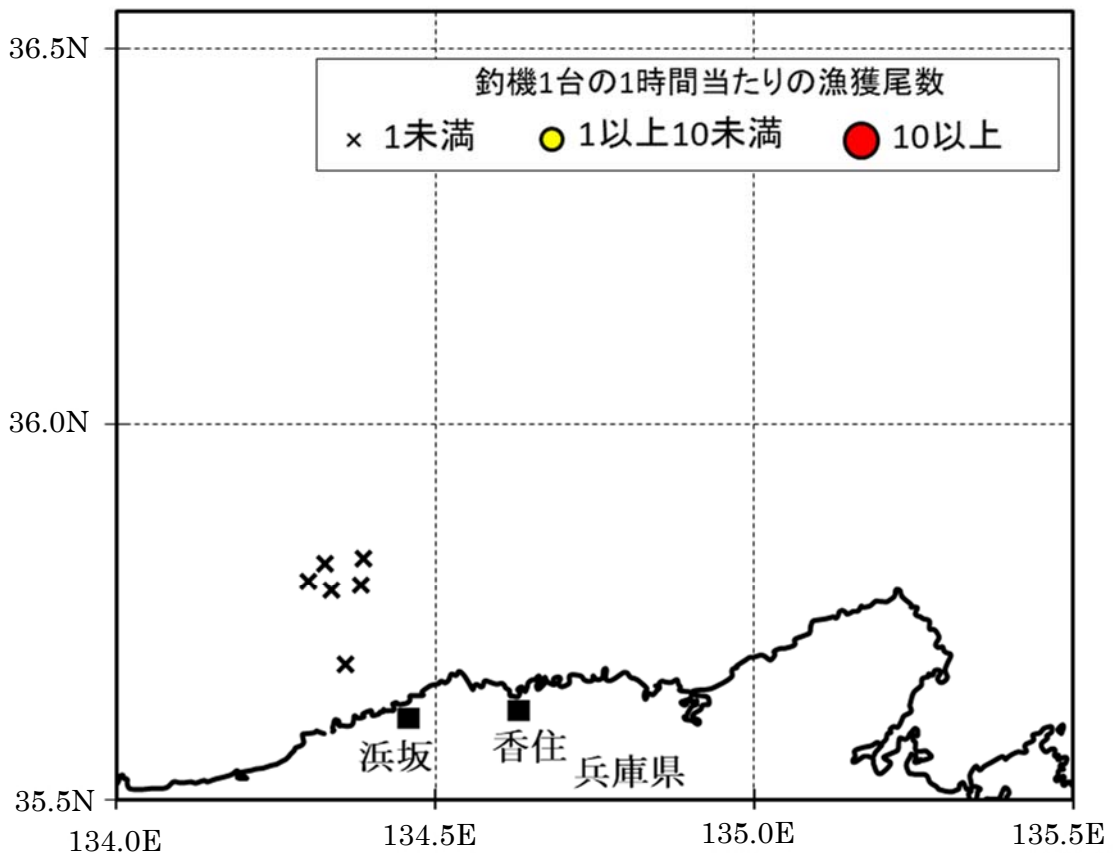 36.5N
釣機1台の1時間当たりの漁獲尾数
× 1未満 1以上10未満 10以上
36.0N
浜坂 香住
兵庫県
35.5N
134.0E 134.5E 135.0E 135.5E